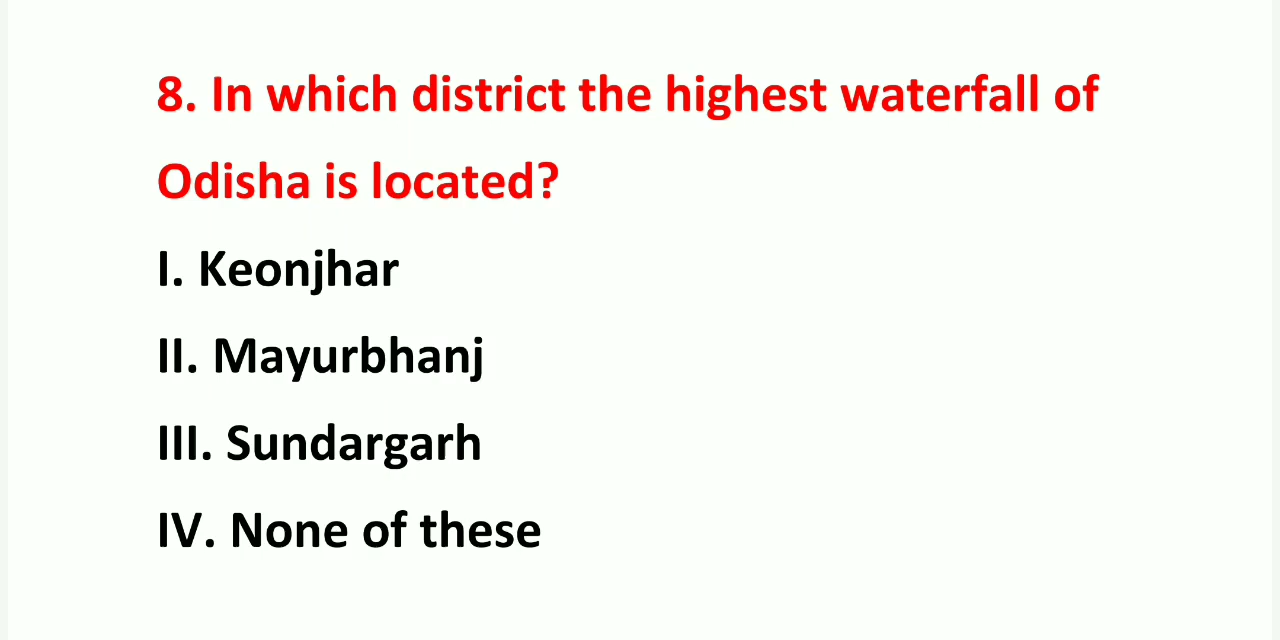 8. In which district the highest waterfall of
Odisha is located?
I. Keonjhar
II. Mayurbhanj
III. Sundargarh
IV. None of these